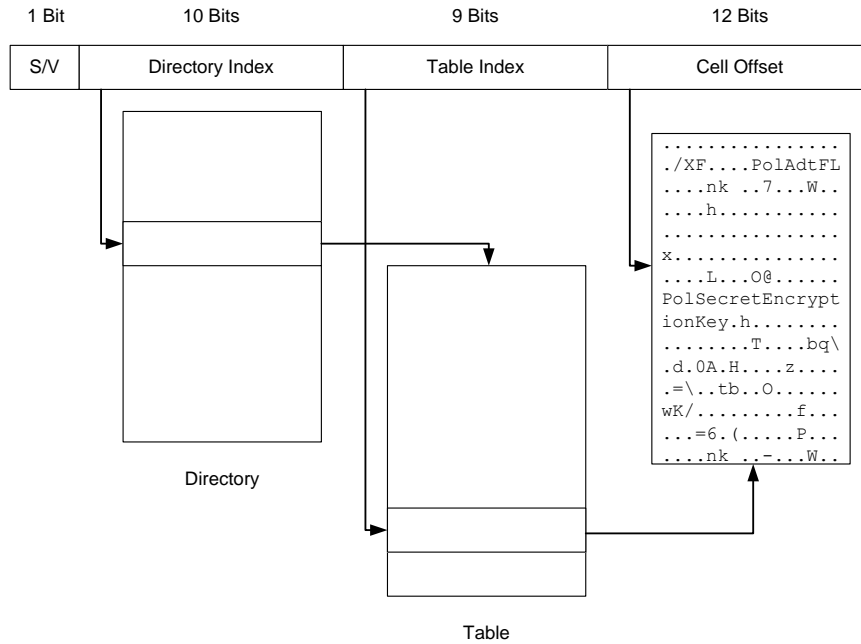 1 Bit 10 Bits 9 Bits 12 Bits
S/V Directory Index Table Index Cell Offset
................
./XF....PolAdtFL
....nk ..7...W..
....h...........
................
x...............
....L...O@......
PolSecretEncrypt
ionKey.h........
........T....bq\
.d.0A.H....z....
.=\..tb..O......
wK/.........f...
...=6.(.....P...
....nk ..-...W..
Directory
Table